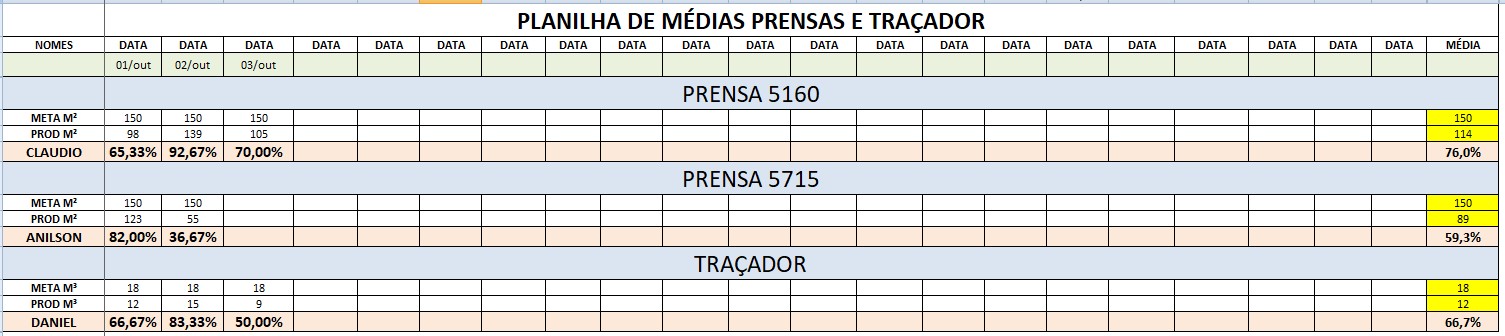 PLANILHA DE MÉDIAS PRENSAS E TRAÇADOR
NOMES DATA DATA DATA DATA DATA DATA DATA DATA DATA DATA DATA DATA DATA DATA DATA DATA DATA DATA DATA DATA MÉDIA
01/out 02/out 03/out
PRENSA 5160
META M² 150 150 150 150
PROD M² 98 139 105 114
CLAUDIO 65,33% 92,67% 70,00% 76,0%
PRENSA 5715
META M² 150 150 150
PROD M² 123 55 89
ANILSON 82,00% 36,67% 59,3%
TRAÇADOR
META M³ 18 18 18 18
PROD M³ 12 15 9 12
DANIEL 66,67% 83,33% 50,00% 66,7%